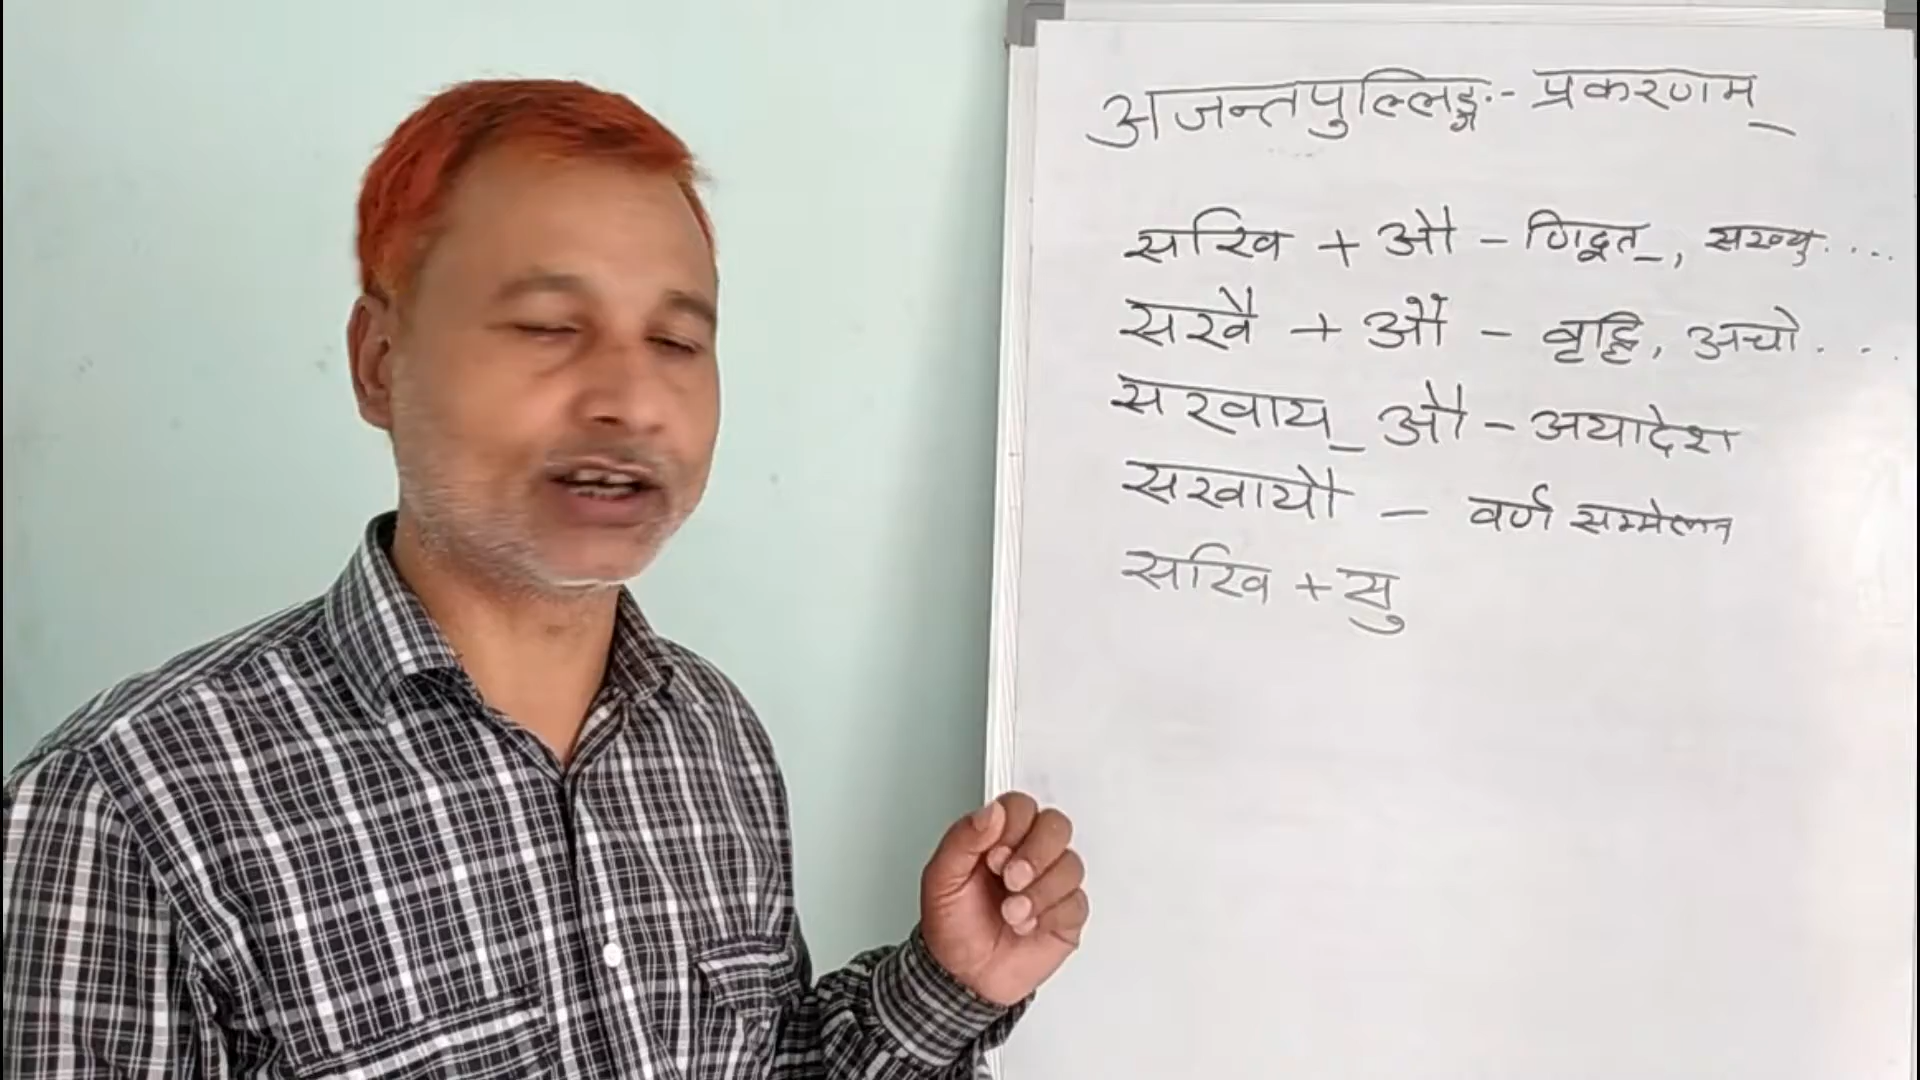 अजन्तपुल्लिङ्ग:- प्रकरणम्
सखि + औ - णिद्वत्, सख्यु....
सखै + औ - वृद्धि, अचो...
सखाय् औ - अयादेश
सखायौ - वर्ण सम्मेलन
सखि + सु